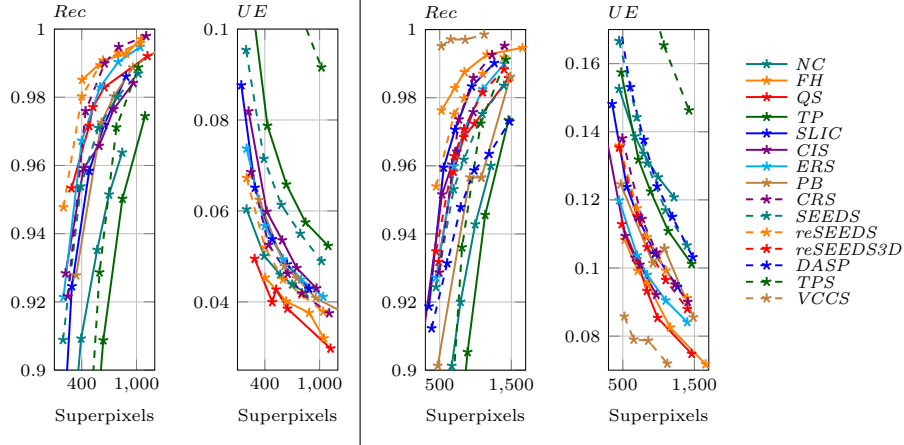 Rec
1
0.98
0.96
0.94
0.92
0.9
400
1,000
Superpixels
UE
0.1
0.08
0.06
0.04
400
1,000
Superpixels
Rec
1
0.98
0.96
0.94
0.92
0.9
500
1,500
Superpixels
UE
0.16
0.14
0.12
0.1
0.08
500
1,500
Superpixels
NC
FH
QS
TP
SLIC
CIS
ERS
PB
CRS
SEEDS
reSEEDS
reSEEDS3D
DASP
TPS
VCCS